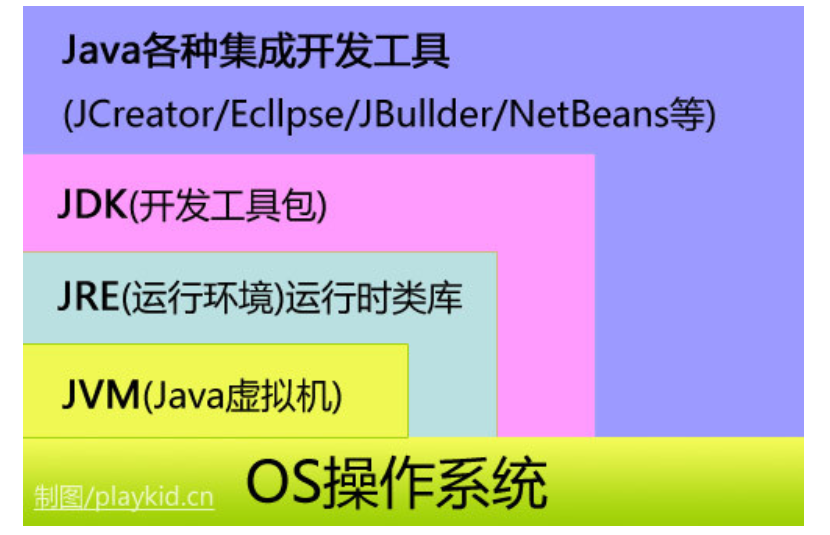 Java各种集成开发工具
(JCreator/Ecllpse/JBullder/NetBeans等)
JDK(开发工具包)
JRE(运行环境)运行时类库
JVM(Java虚拟机)
OS操作系统
制图/playkid.cn